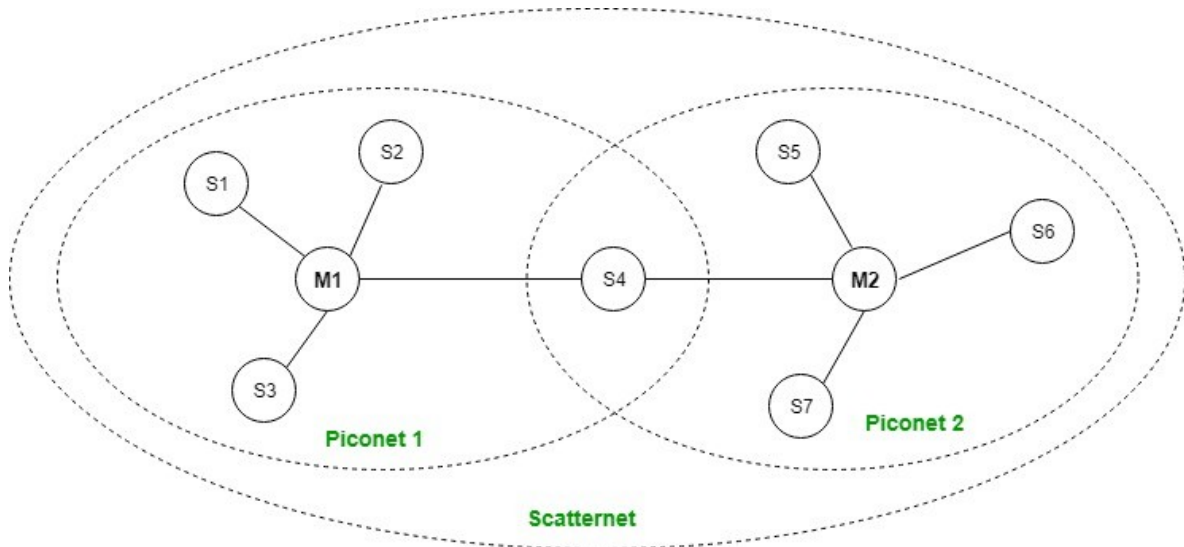 S1
S2
M1
S3
S4
S5
M2
S6
S7
Piconet 1
Piconet 2
Scatternet